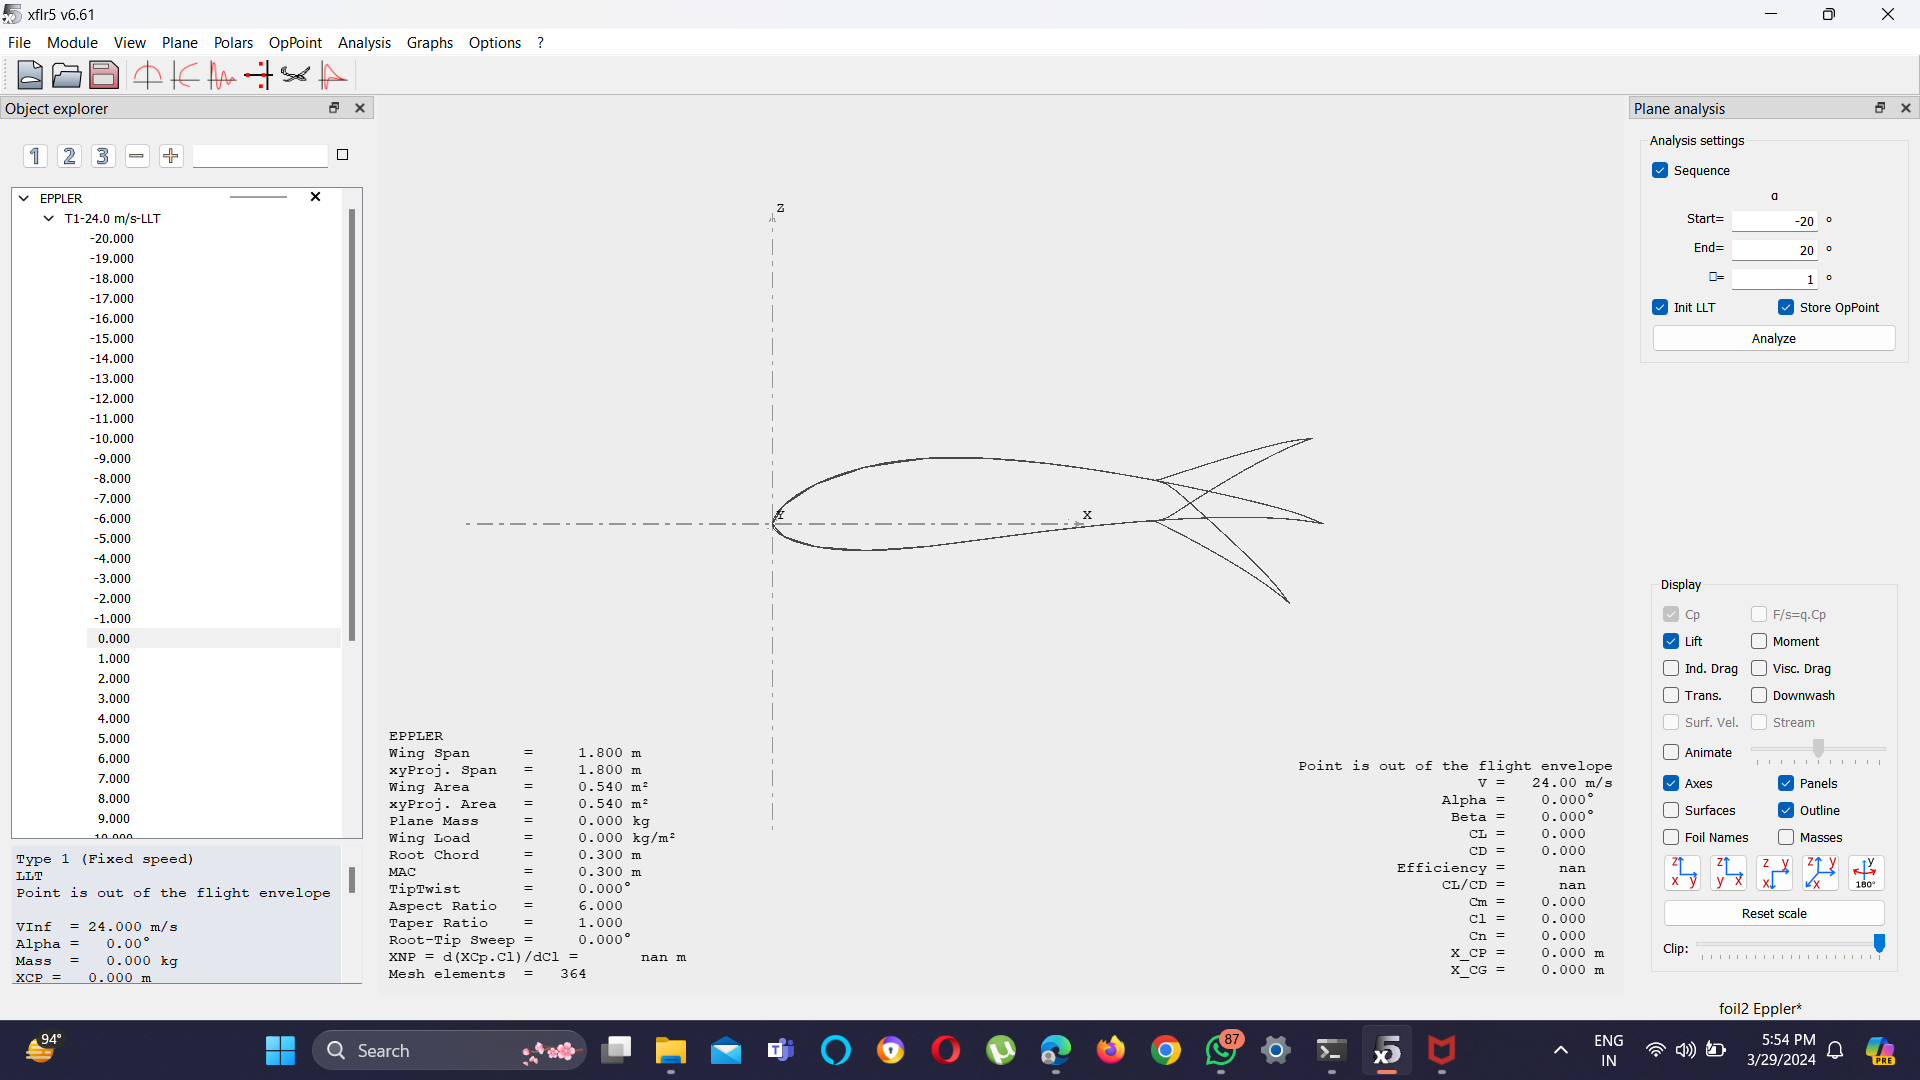 xflr5 v6.61
File Module View Plane Polars OpPoint Analysis Graphs Options ?
Object explorer
1 2 3
EPPLER
T1-24.0 m/s-LLT
-20.000
-19.000
-18.000
-17.000
-16.000
-15.000
-14.000
-13.000
-12.000
-11.000
-10.000
-9.000
-8.000
-7.000
-6.000
-5.000
-4.000
-3.000
-2.000
-1.000
0.000
1.000
2.000
3.000
4.000
5.000
6.000
7.000
8.000
9.000
10.000
Type 1 (Fixed speed)
LLT
Point is out of the flight envelope
VInf = 24.000 m/s
Alpha = 0.00°
Mass = 0.000 kg
XCP = 0.000 m
Z
Y
X
EPPLER
Wing Span = 1.800 m
xyProj. Span = 1.800 m
Wing Area = 0.540 m²
xyProj. Area = 0.540 m²
Plane Mass = 0.000 kg
Wing Load = 0.000 kg/m²
Root Chord = 0.300 m
MAC = 0.300 m
TipTwist = 0.000°
Aspect Ratio = 6.000
Taper Ratio = 1.000
Root-Tip Sweep = 0.000°
XNP = d(XCp.Cl)/dCl = nan m
Mesh elements = 364
Point is out of the flight envelope
V = 24.00 m/s
Alpha = 0.000°
Beta = 0.000°
CL = 0.000
CD = 0.000
Efficiency = nan
CL/CD = nan
Cm = 0.000
Cl = 0.000
Cn = 0.000
X_CP = 0.000 m
X_CG = 0.000 m
Plane analysis
Analysis settings
Sequence
α
Start= -20 °
End= 20 °
□= 1 °
Init LLT Store OpPoint
Analyze
Display
Cp F/s=q.Cp
Lift Moment
Ind. Drag Visc. Drag
Trans. Downwash
Surf. Vel. Stream
Animate
Axes Panels
Surfaces Outline
Foil Names Masses
z x y z y x z y x z y x y 180°
Reset scale
Clip:
foil2 Eppler*
94°
Search
87
x5
ENG
IN
5:54 PM
3/29/2024
PRE